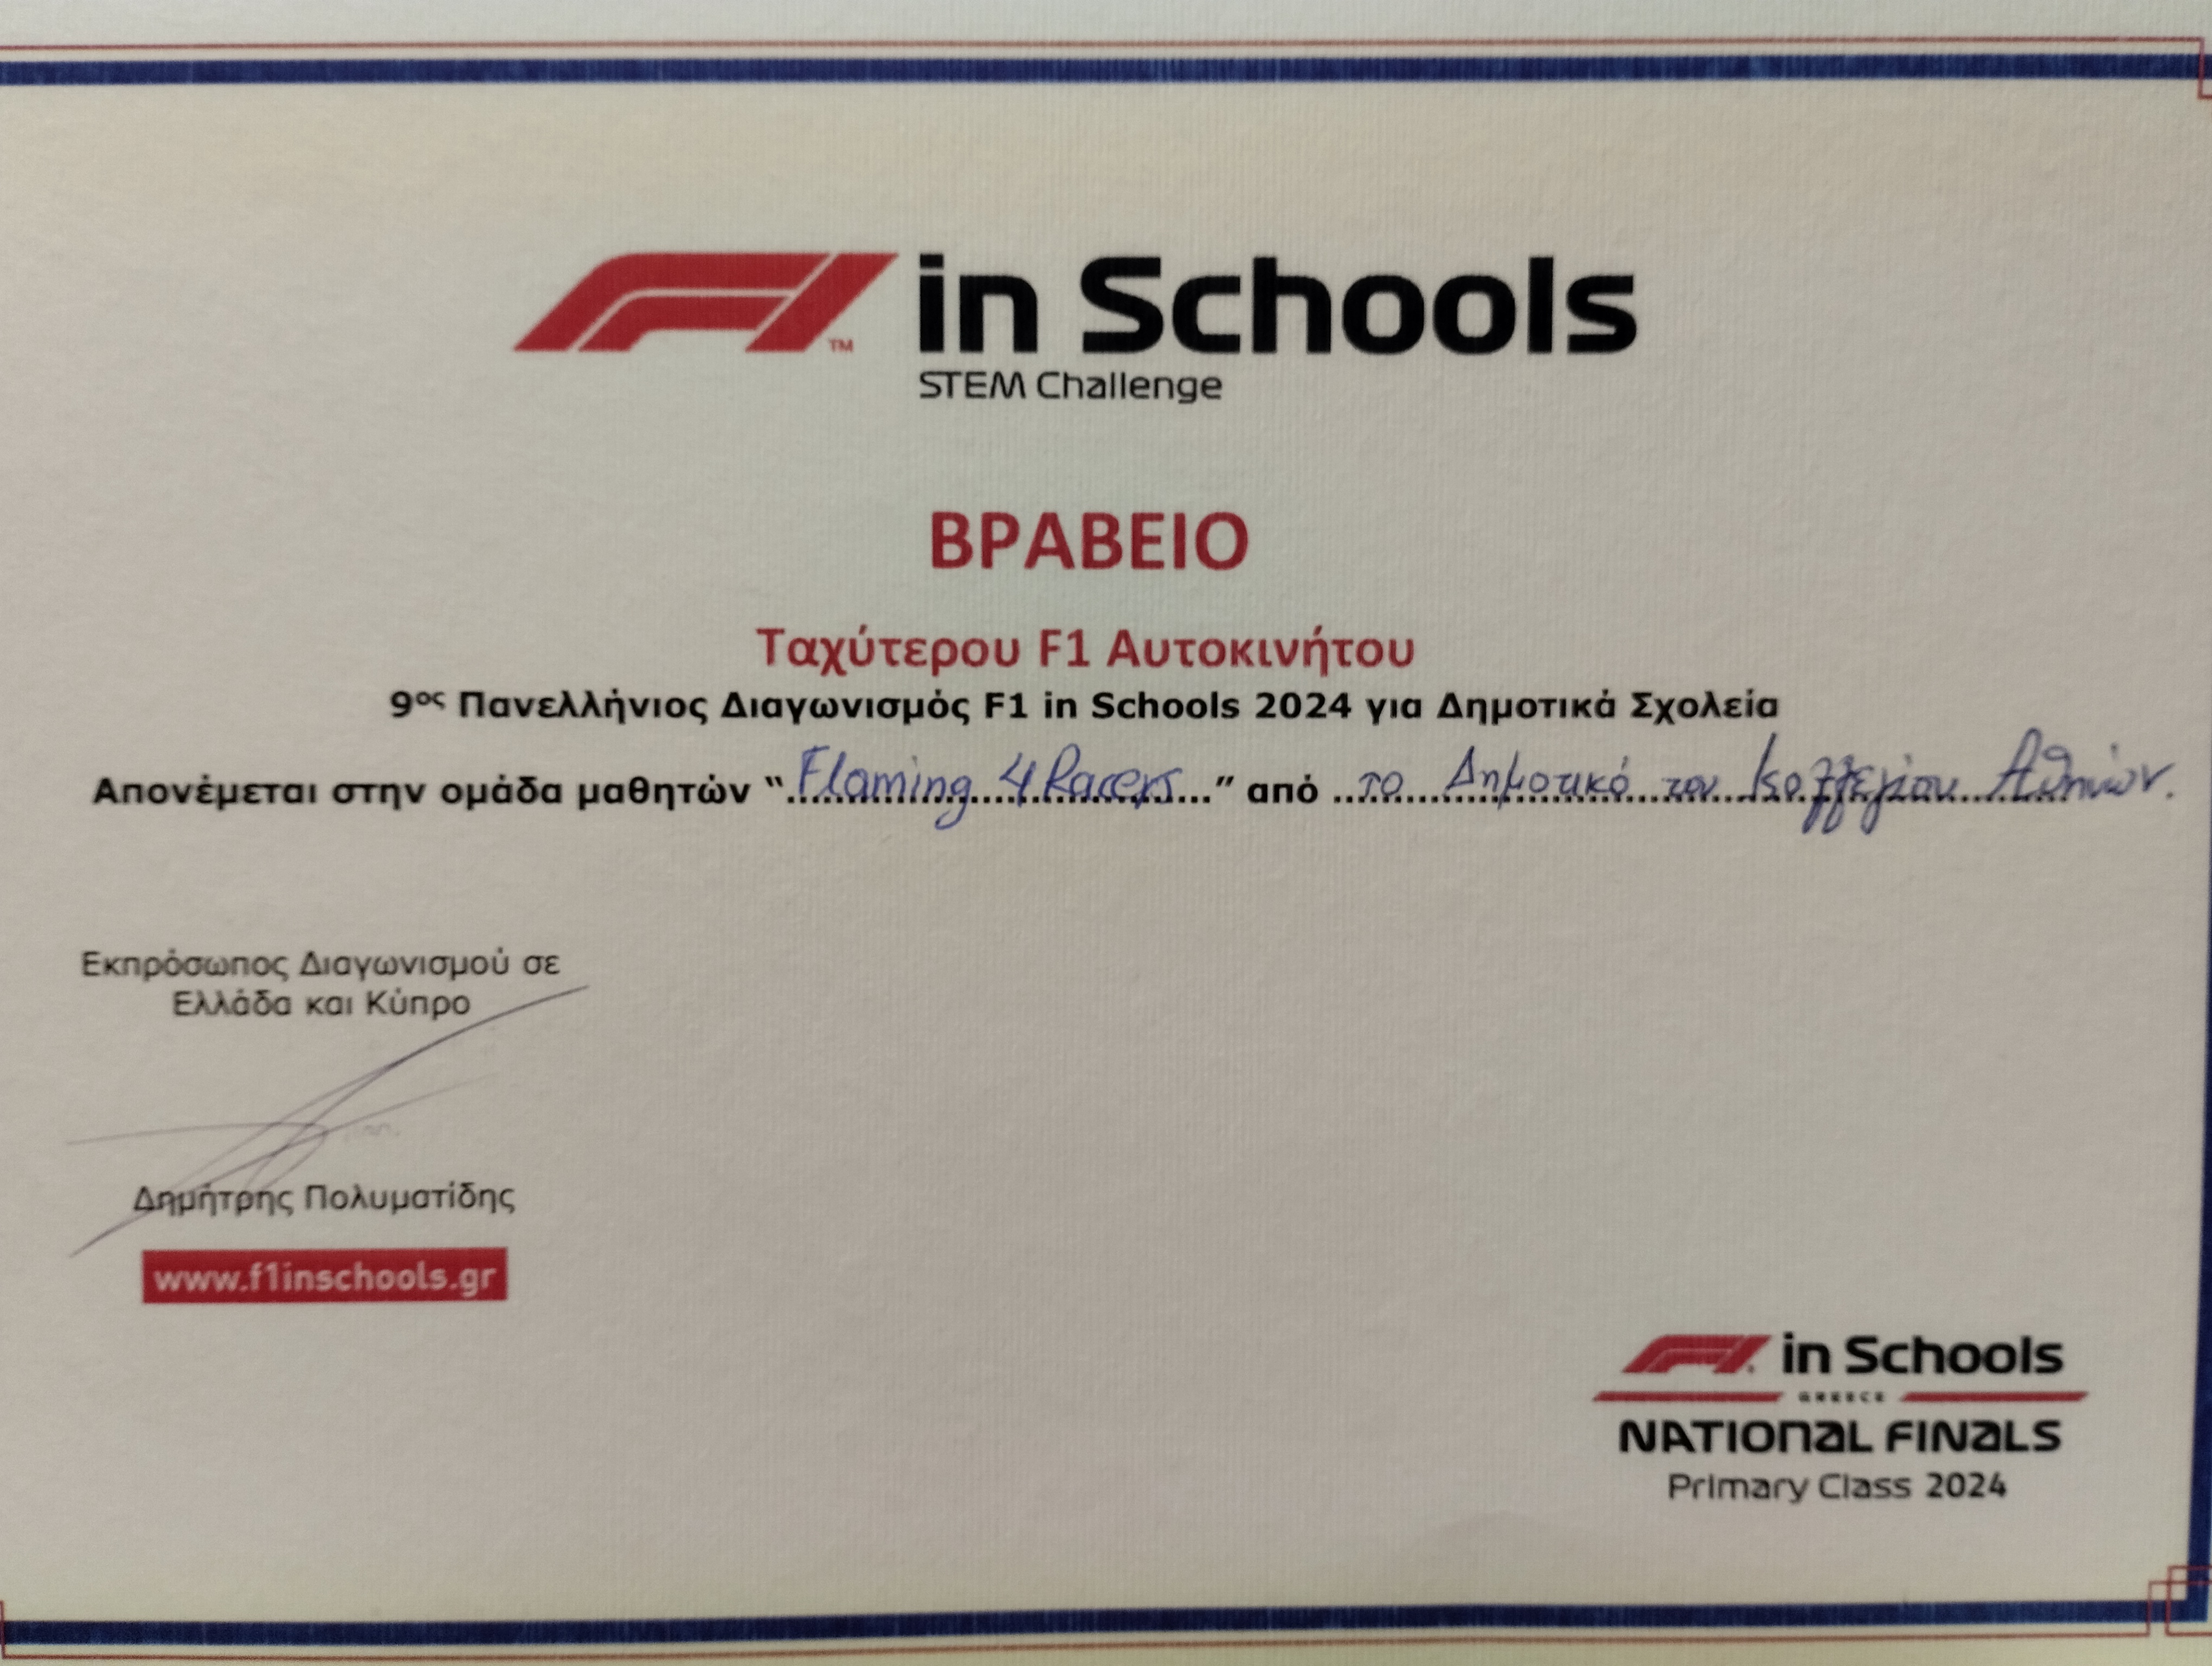 F1 in Schools
STEM Challenge
ΒΡΑΒΕΙΟ
Ταχύτερου F1 Αυτοκινήτου
9ος Πανελλήνιος Διαγωνισμός F1 in Schools 2024 για Δημοτικά Σχολεία
Απονέμεται στην ομάδα μαθητών “Flaming 4 Racers” από το Δημοτικό του Κολλεγίου Αθηνών.
Εκπρόσωπος Διαγωνισμού σε
Ελλάδα και Κύπρο
Δημήτρης Πολυματίδης
www.f1inschools.gr
F1 in Schools
GREECE
NATIONAL FINALS
Primary Class 2024